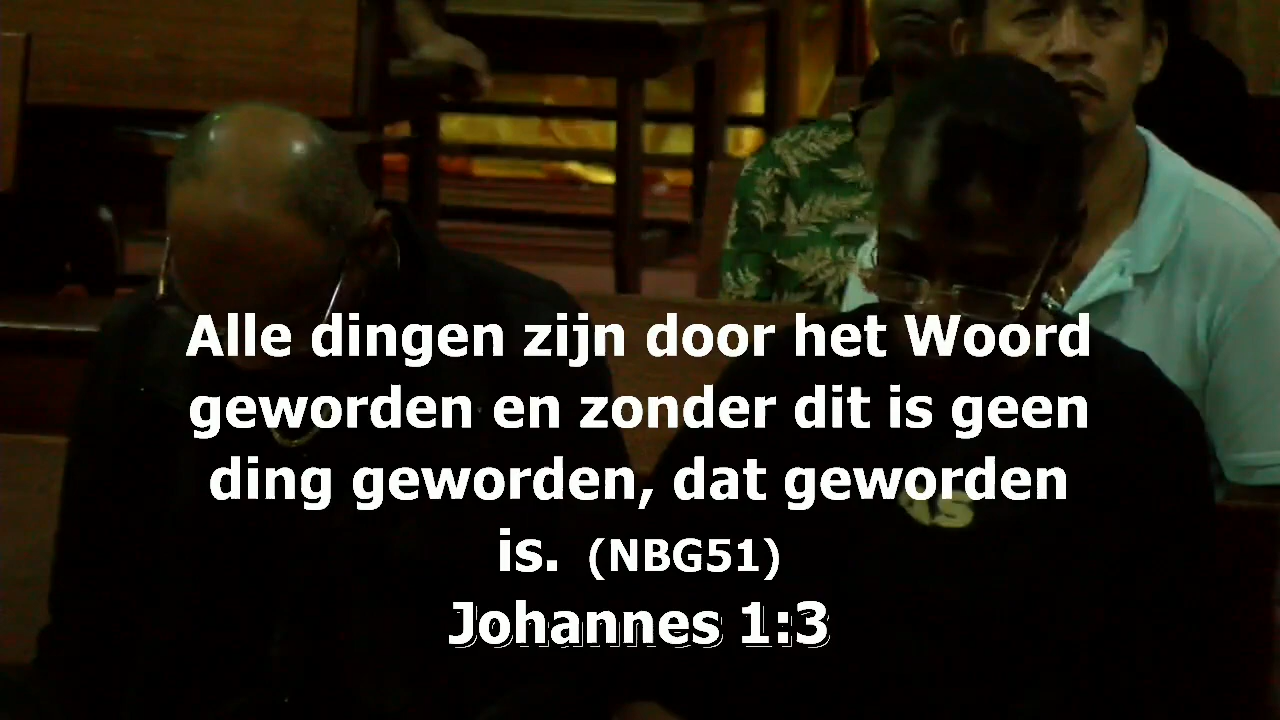 Alle dingen zijn door het Woord
geworden en zonder dit is geen
ding geworden, dat geworden
is. (NBG51)
Johannes 1:3
AS